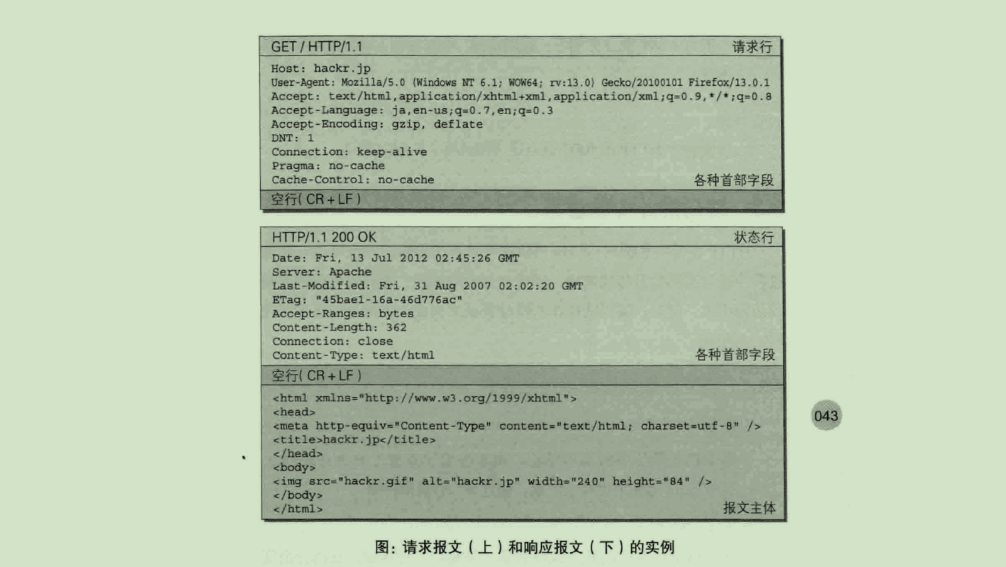 GET / HTTP/1.1 请求行
Host: hackr.jp
User-Agent: Mozilla/5.0 (Windows NT 6.1; WOW64; rv:13.0) Gecko/20100101 Firefox/13.0.1
Accept: text/html,application/xhtml+xml,application/xml;q=0.9,*/*;q=0.8
Accept-Language: ja,en-us;q=0.7,en;q=0.3
Accept-Encoding: gzip, deflate
DNT: 1
Connection: keep-alive
Pragma: no-cache
Cache-Control: no-cache 各种首部字段
空行( CR + LF )
HTTP/1.1 200 OK 状态行
Date: Fri, 13 Jul 2012 02:45:26 GMT
Server: Apache
Last-Modified: Fri, 31 Aug 2007 02:02:20 GMT
ETag: "45bae1-16a-46d776ac"
Accept-Ranges: bytes
Content-Length: 362
Connection: close
Content-Type: text/html 各种首部字段
空行( CR + LF )
<html xmlns="http://www.w3.org/1999/xhtml">
<head>
<meta http-equiv="Content-Type" content="text/html; charset=utf-8" />
<title>hackr.jp</title>
</head>
<body>
<img src="hackr.gif" alt="hackr.jp" width="240" height="84" />
</body>
</html> 报文主体
043
图：请求报文（上）和响应报文（下）的实例